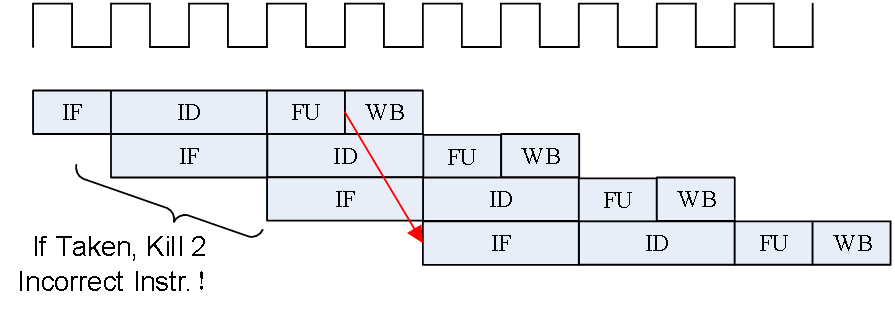 IF ID FU WB
IF ID FU WB
IF ID FU WB
IF ID FU WB
If Taken, Kill 2
Incorrect Instr.！